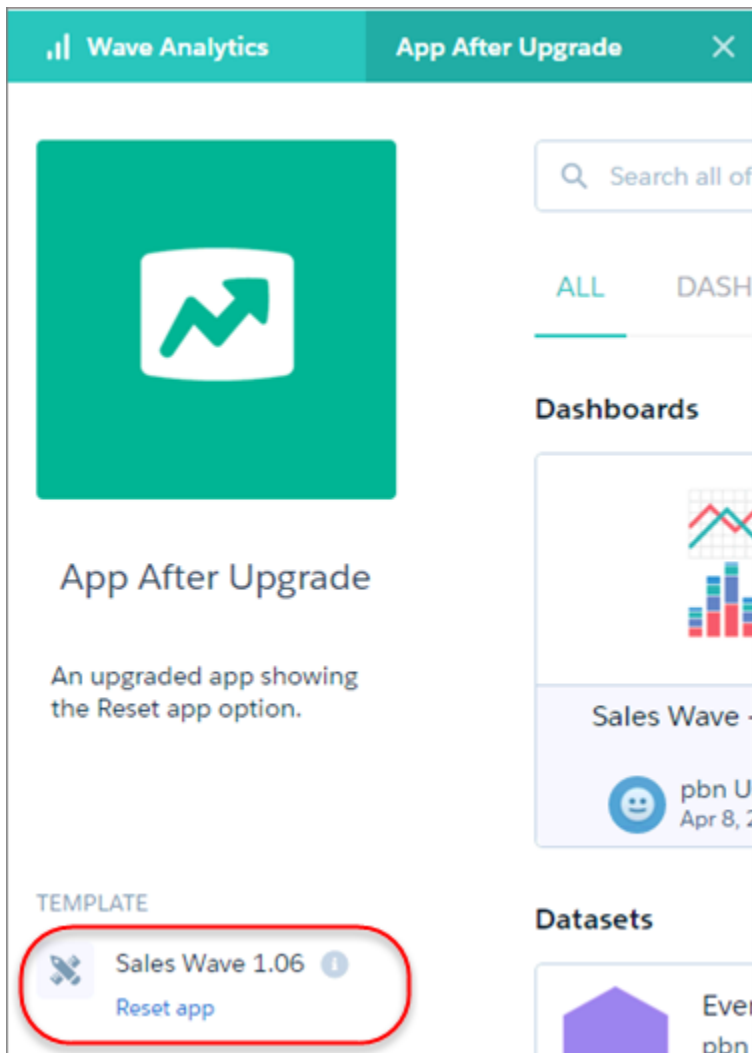 Wave Analytics
App After Upgrade
Search all of
ALL
DASH
Dashboards
App After Upgrade
An upgraded app showing
the Reset app option.
Sales Wave -
pbn U
Apr 8, 2
TEMPLATE
Sales Wave 1.06
Reset app
Datasets
Ever
pbn